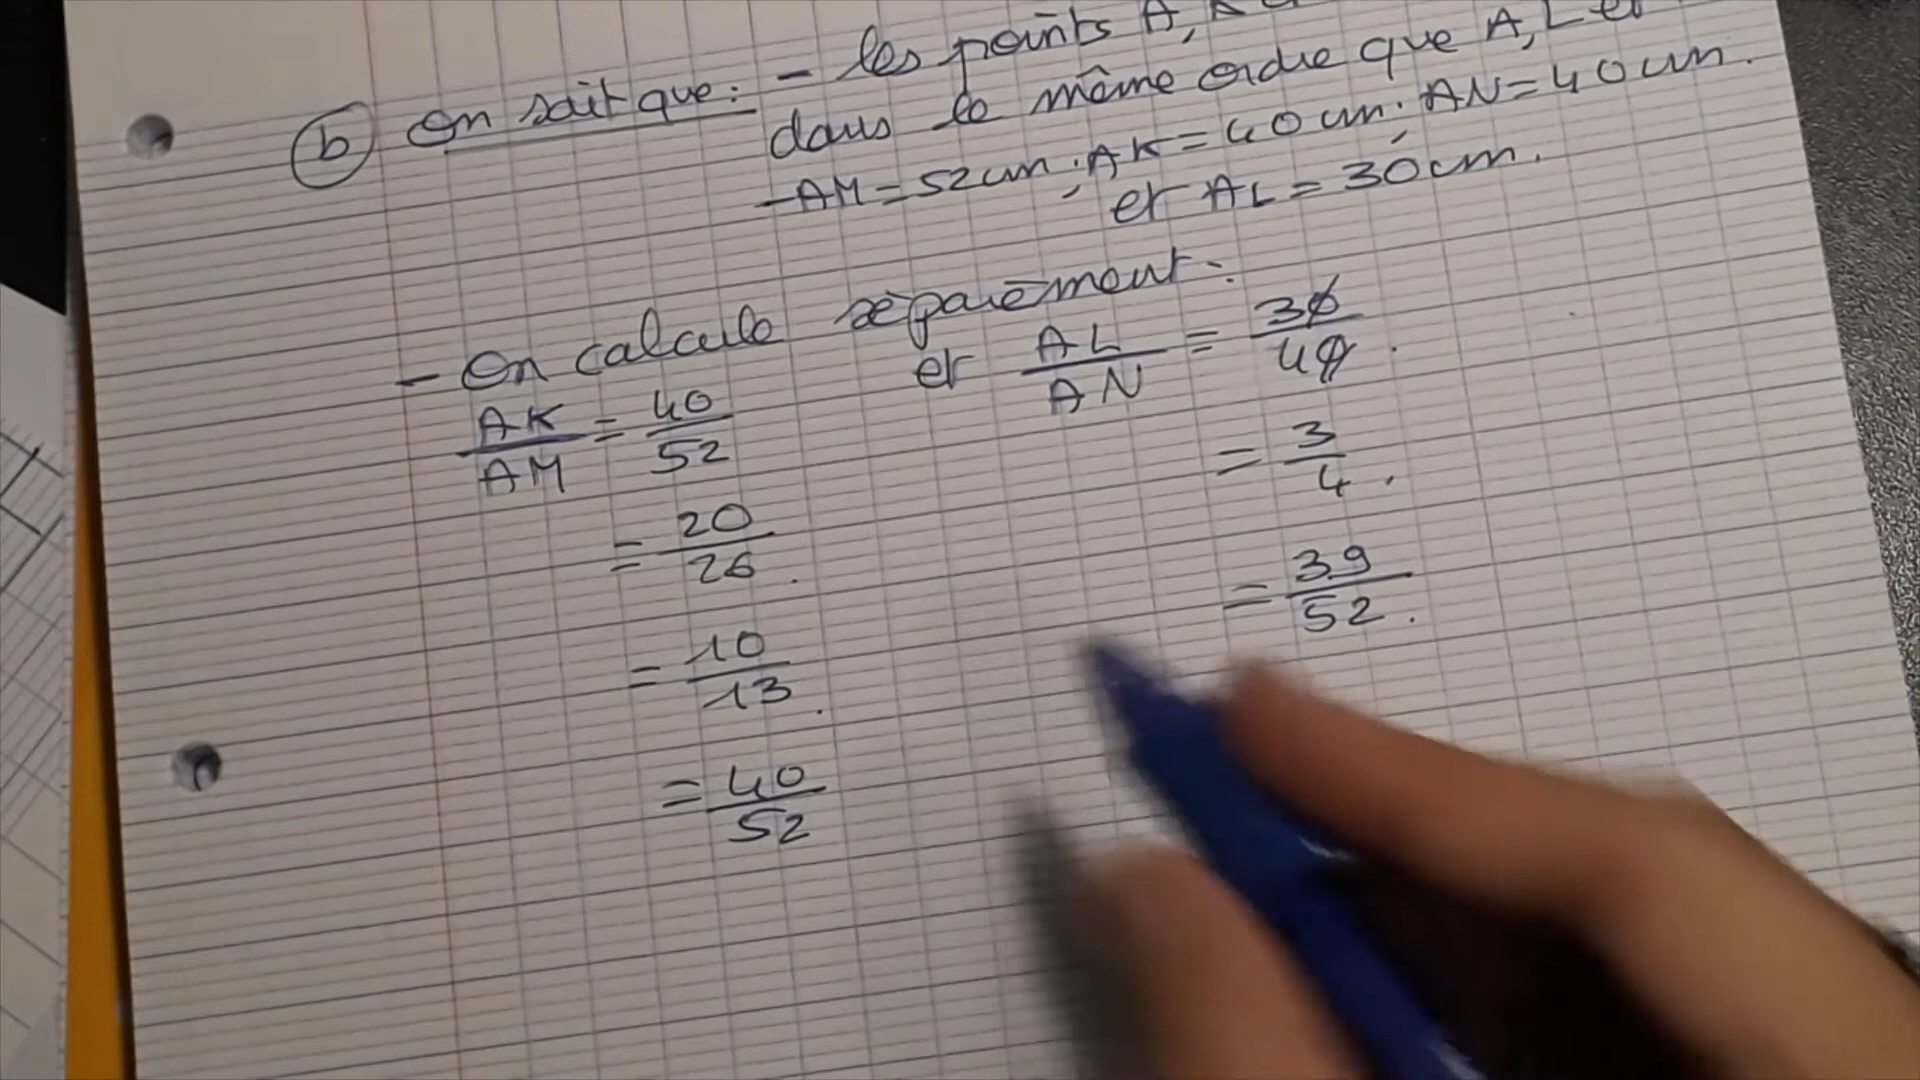 b On sait que : - les points A, K
dans le même ordre que A, L et
- AM = 52 cm ; AK = 40 cm ; AN = 40 cm.
et AL = 30 cm.
- On calcule séparément :
AK/AM = 40/52 et AL/AN = 30/40.
= 20/26. = 3/4.
= 10/13. = 39/52.
= 40/52